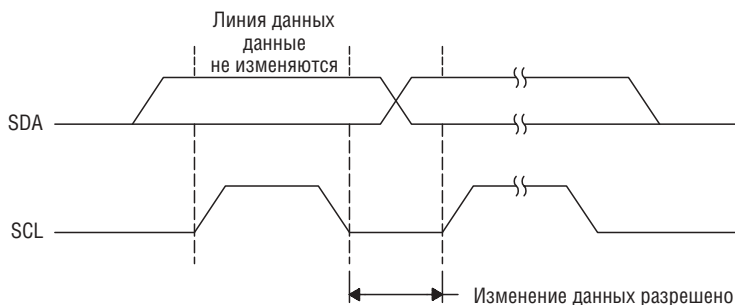 Линия данных
данные
не изменяются
SDA
SCL
Изменение данных разрешено